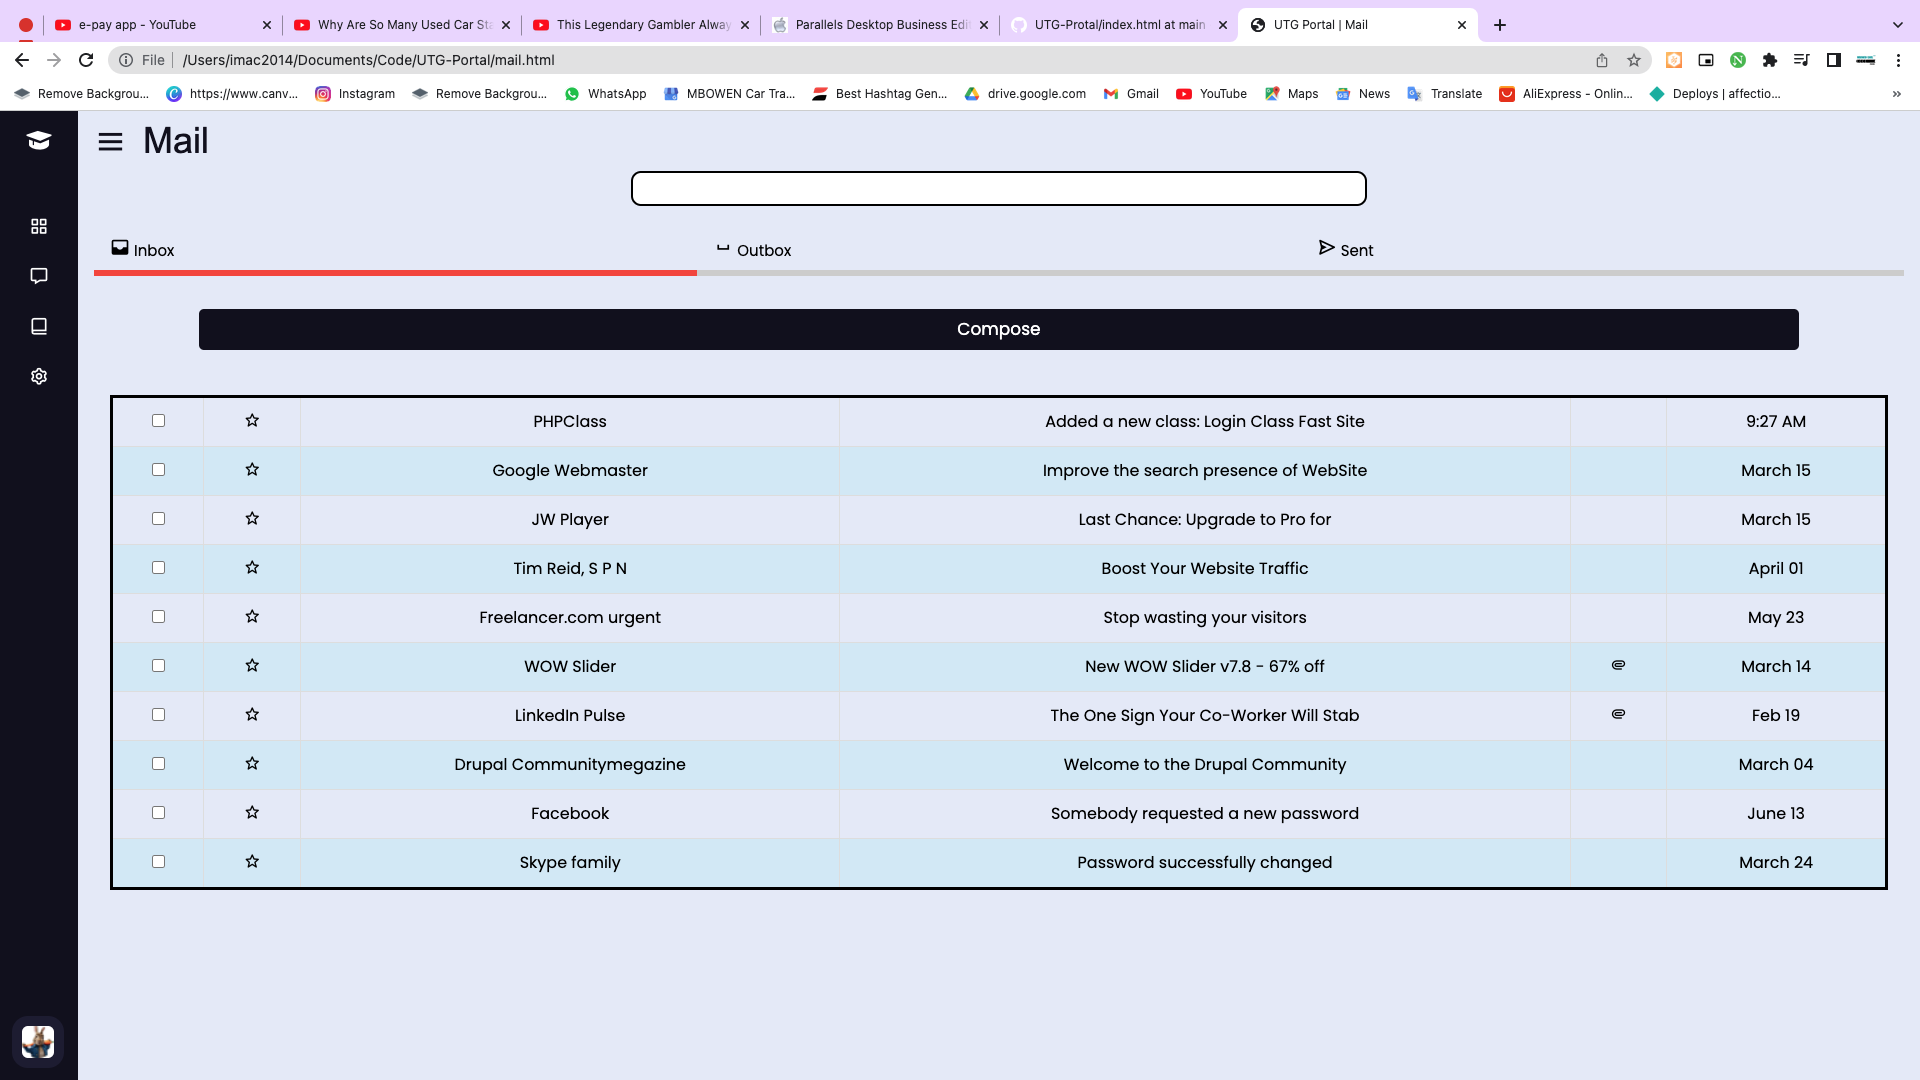 e-pay app - YouTube
Why Are So Many Used Car Sta
This Legendary Gambler Alway
Parallels Desktop Business Edi
UTG-Protal/index.html at main
UTG Portal | Mail
File
/Users/imac2014/Documents/Code/UTG-Portal/mail.html
Remove Backgrou...
https://www.canv...
Instagram
Remove Backgrou...
WhatsApp
MBOWEN Car Tra...
Best Hashtag Gen...
drive.google.com
Gmail
YouTube
Maps
News
Translate
AliExpress - Onlin...
Deploys | affectio...
Mail
Inbox
Outbox
Sent
Compose
PHPClass Added a new class: Login Class Fast Site 9:27 AM
Google Webmaster Improve the search presence of WebSite March 15
JW Player Last Chance: Upgrade to Pro for March 15
Tim Reid, S P N Boost Your Website Traffic April 01
Freelancer.com urgent Stop wasting your visitors May 23
WOW Slider New WOW Slider v7.8 - 67% off March 14
LinkedIn Pulse The One Sign Your Co-Worker Will Stab Feb 19
Drupal Communitymegazine Welcome to the Drupal Community March 04
Facebook Somebody requested a new password June 13
Skype family Password successfully changed March 24